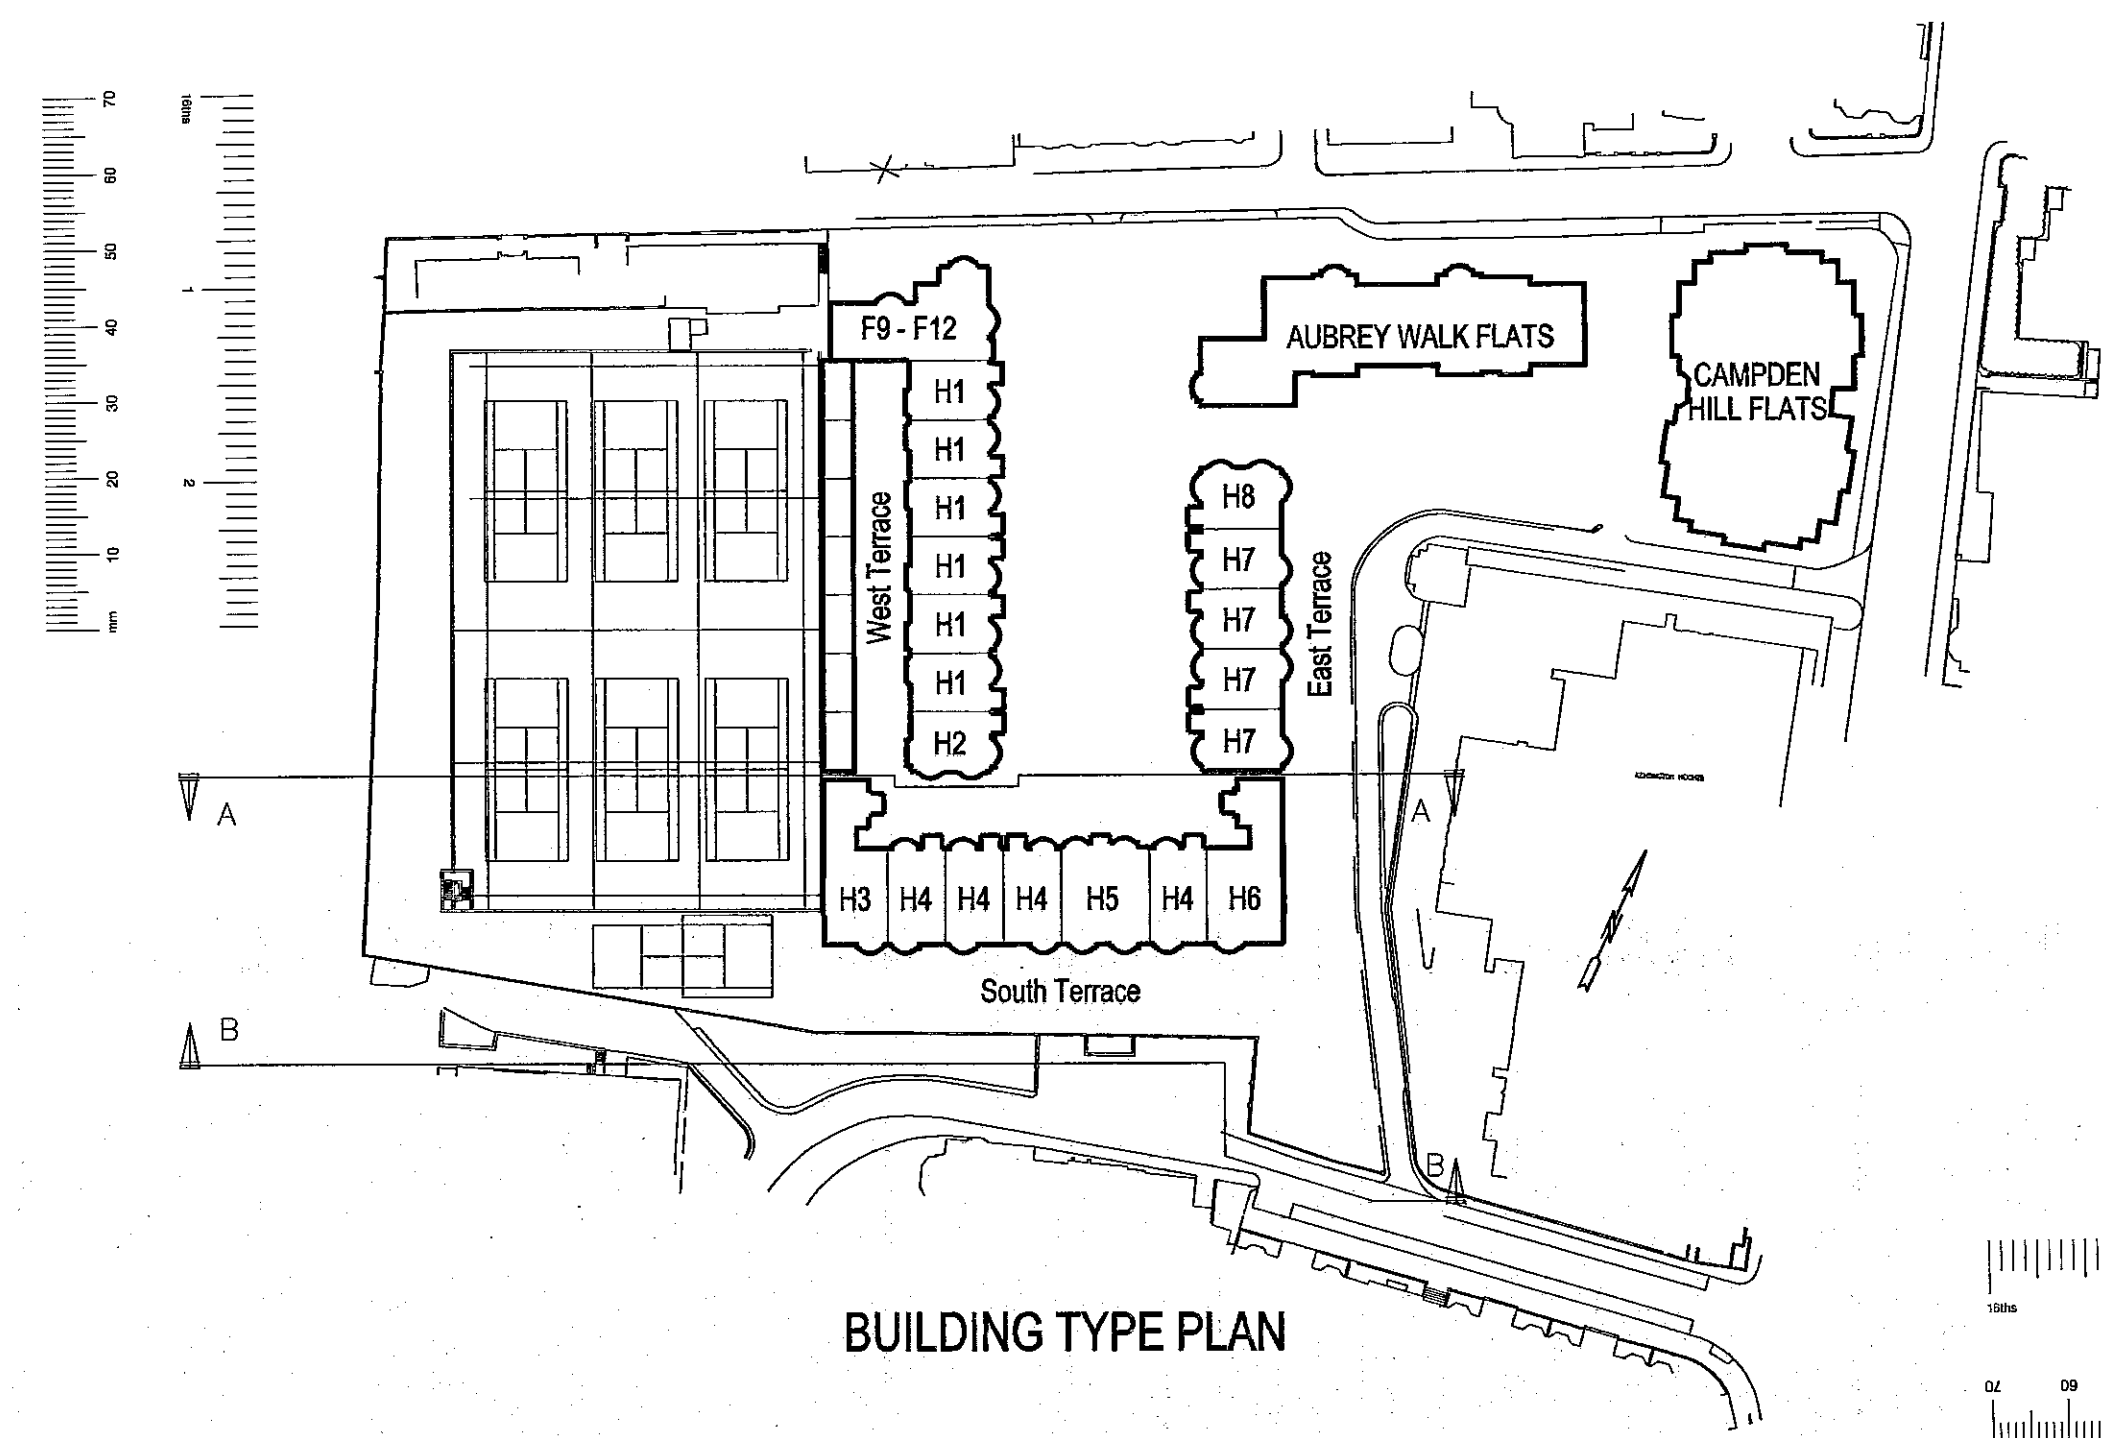 70
60
50
40
30
20
10
mm
16ths
1
2
F9 - F12
AUBREY WALK FLATS
CAMPDEN
HILL FLATS
H1
H1
H1
H1
H1
H1
H2
West Terrace
H8
H7
H7
H7
H7
East Terrace
A
A
H3
H4
H4
H4
H5
H4
H6
N
South Terrace
B
B
BUILDING TYPE PLAN
16ths
70
60